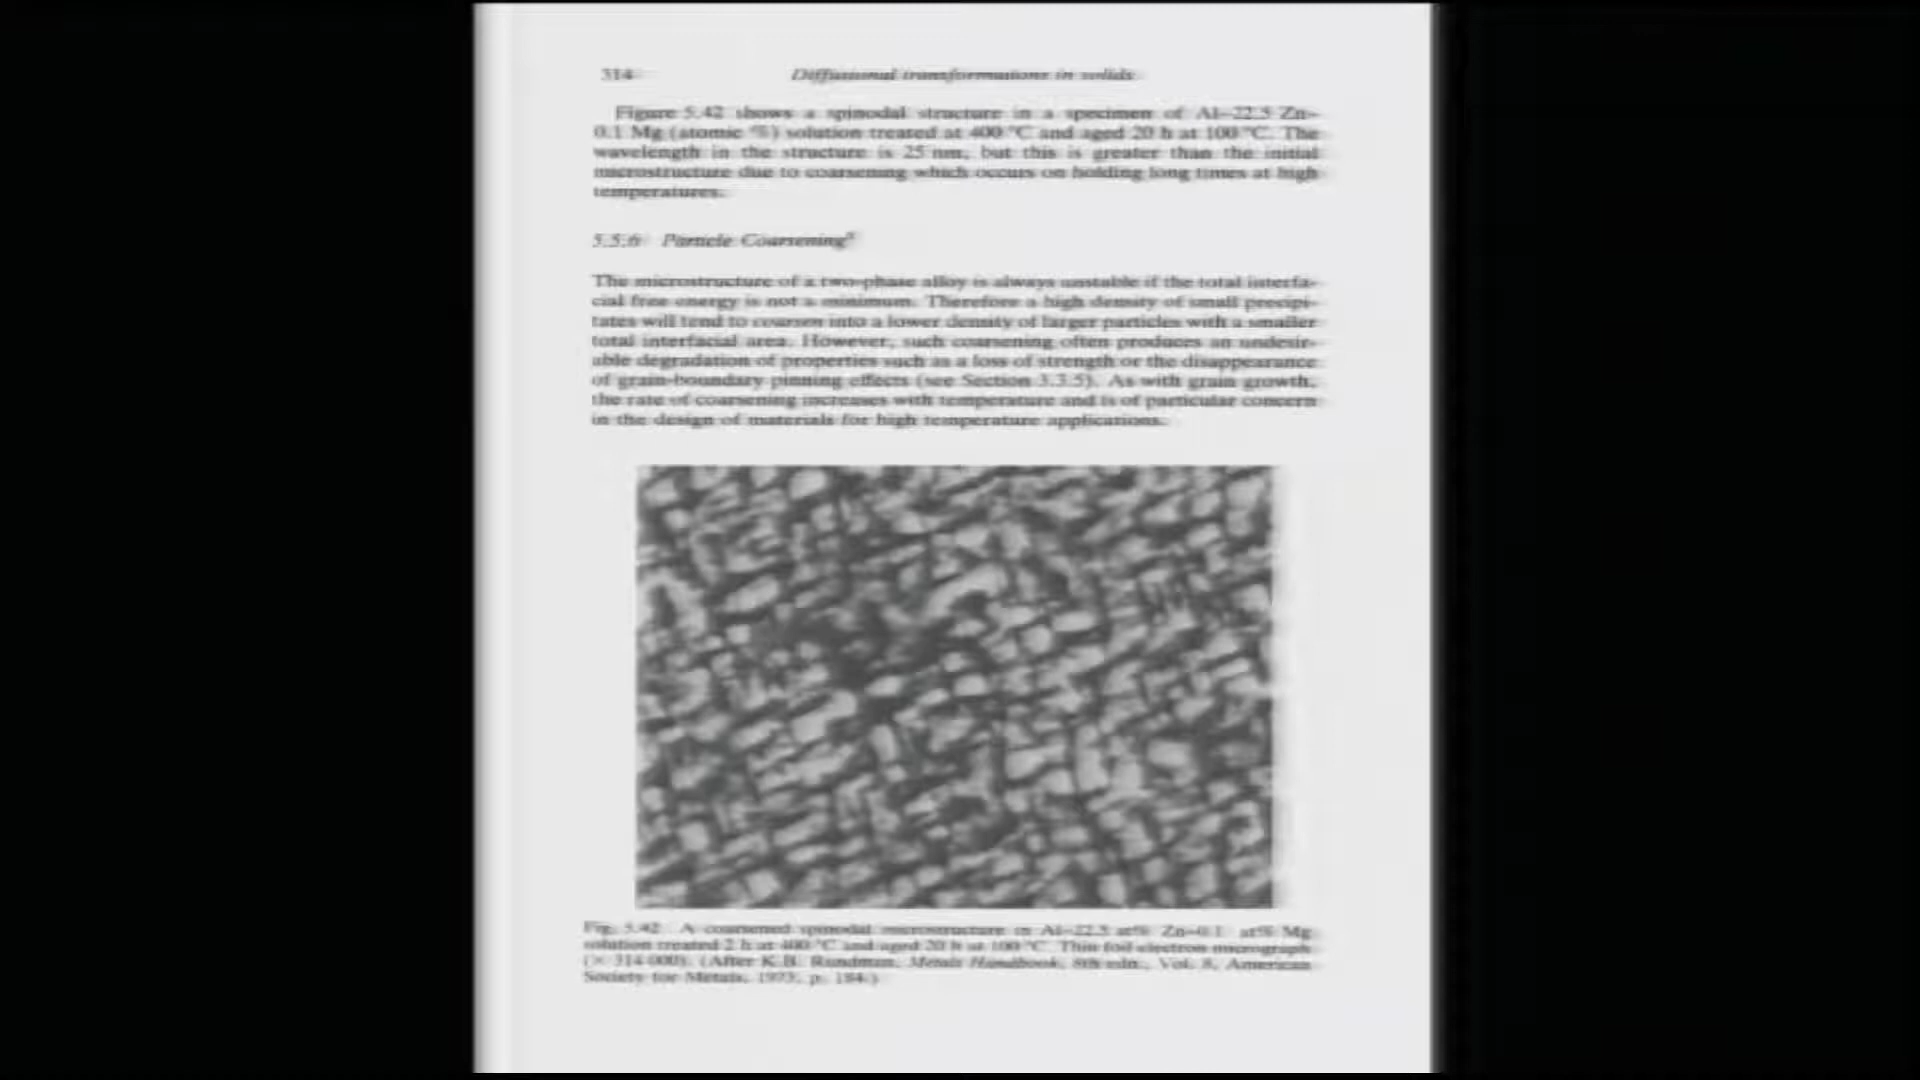 314
Diffusional transformations in solids
Figure 5.42 shows a spinodal structure in a specimen of Al–22.5 Zn–
0.1 Mg (atomic %) solution treated at 400 °C and aged 20 h at 100 °C. The
wavelength in the structure is 25 nm, but this is greater than the initial
microstructure due to coarsening which occurs on holding long times at high
temperatures.
5.5.6 Particle Coarsening
The microstructure of a two-phase alloy is always unstable if the total interfa-
cial free energy is not a minimum. Therefore a high density of small precipi-
tates will tend to coarsen into a lower density of larger particles with a smaller
total interfacial area. However, such coarsening often produces an undesir-
able degradation of properties such as a loss of strength or the disappearance
of grain-boundary pinning effects (see Section 3.3.5). As with grain growth,
the rate of coarsening increases with temperature and is of particular concern
in the design of materials for high temperature applications.
Fig. 5.42 A coarsened spinodal microstructure in Al–22.5 at% Zn–0.1 at% Mg
solution treated 2 h at 400 °C and aged 20 h at 100 °C. Thin foil electron micrograph
(× 314 000). (After K.B. Rundman, Metals Handbook, 8th edn., Vol. 8, American
Society for Metals, 1973, p. 184.)